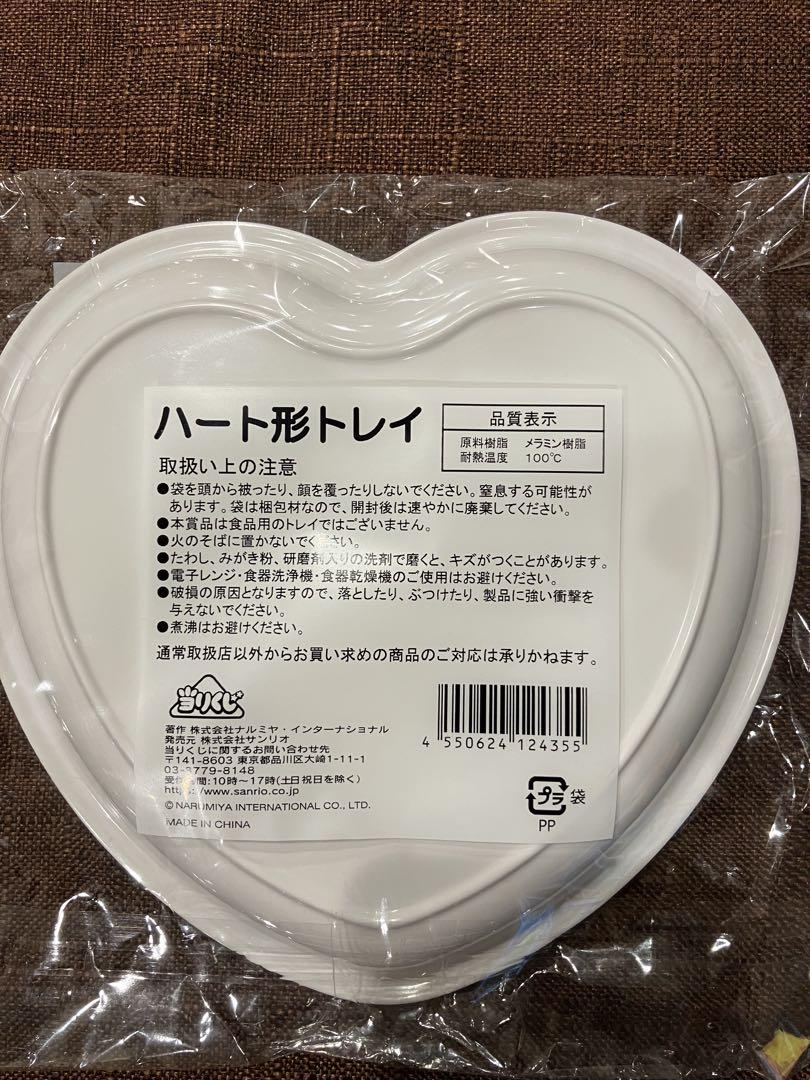 ハート形トレイ
品質表示
原料樹脂 メラミン樹脂
耐熱温度 100℃
取扱い上の注意
●袋を頭から被ったり、顔を覆ったりしないでください。窒息する可能性が
あります。袋は梱包材なので、開封後は速やかに廃棄してください。
●本賞品は食品用のトレイではございません。
●火のそばに置かないでください。
●たわし、みがき粉、研磨剤入りの洗剤で磨くと、キズがつくことがあります。
●電子レンジ・食器洗浄機・食器乾燥機のご使用はお避けください。
●破損の原因となりますので、落としたり、ぶつけたり、製品に強い衝撃を
与えないでください。
●煮沸はお避けください。
通常取扱店以外からお買い求めの商品のご対応は承りかねます。
当りくじ
著作 株式会社ナルミヤ・インターナショナル
発売元 株式会社サンリオ
当りくじに関するお問い合わせ先
〒141-8603 東京都品川区大崎1-11-1
03-3779-8148
受付時間:10時〜17時(土日祝日を除く)
https://www.sanrio.co.jp
© NARUMIYA INTERNATIONAL CO., LTD.
MADE IN CHINA
4 550624 124355
プラ 袋
PP